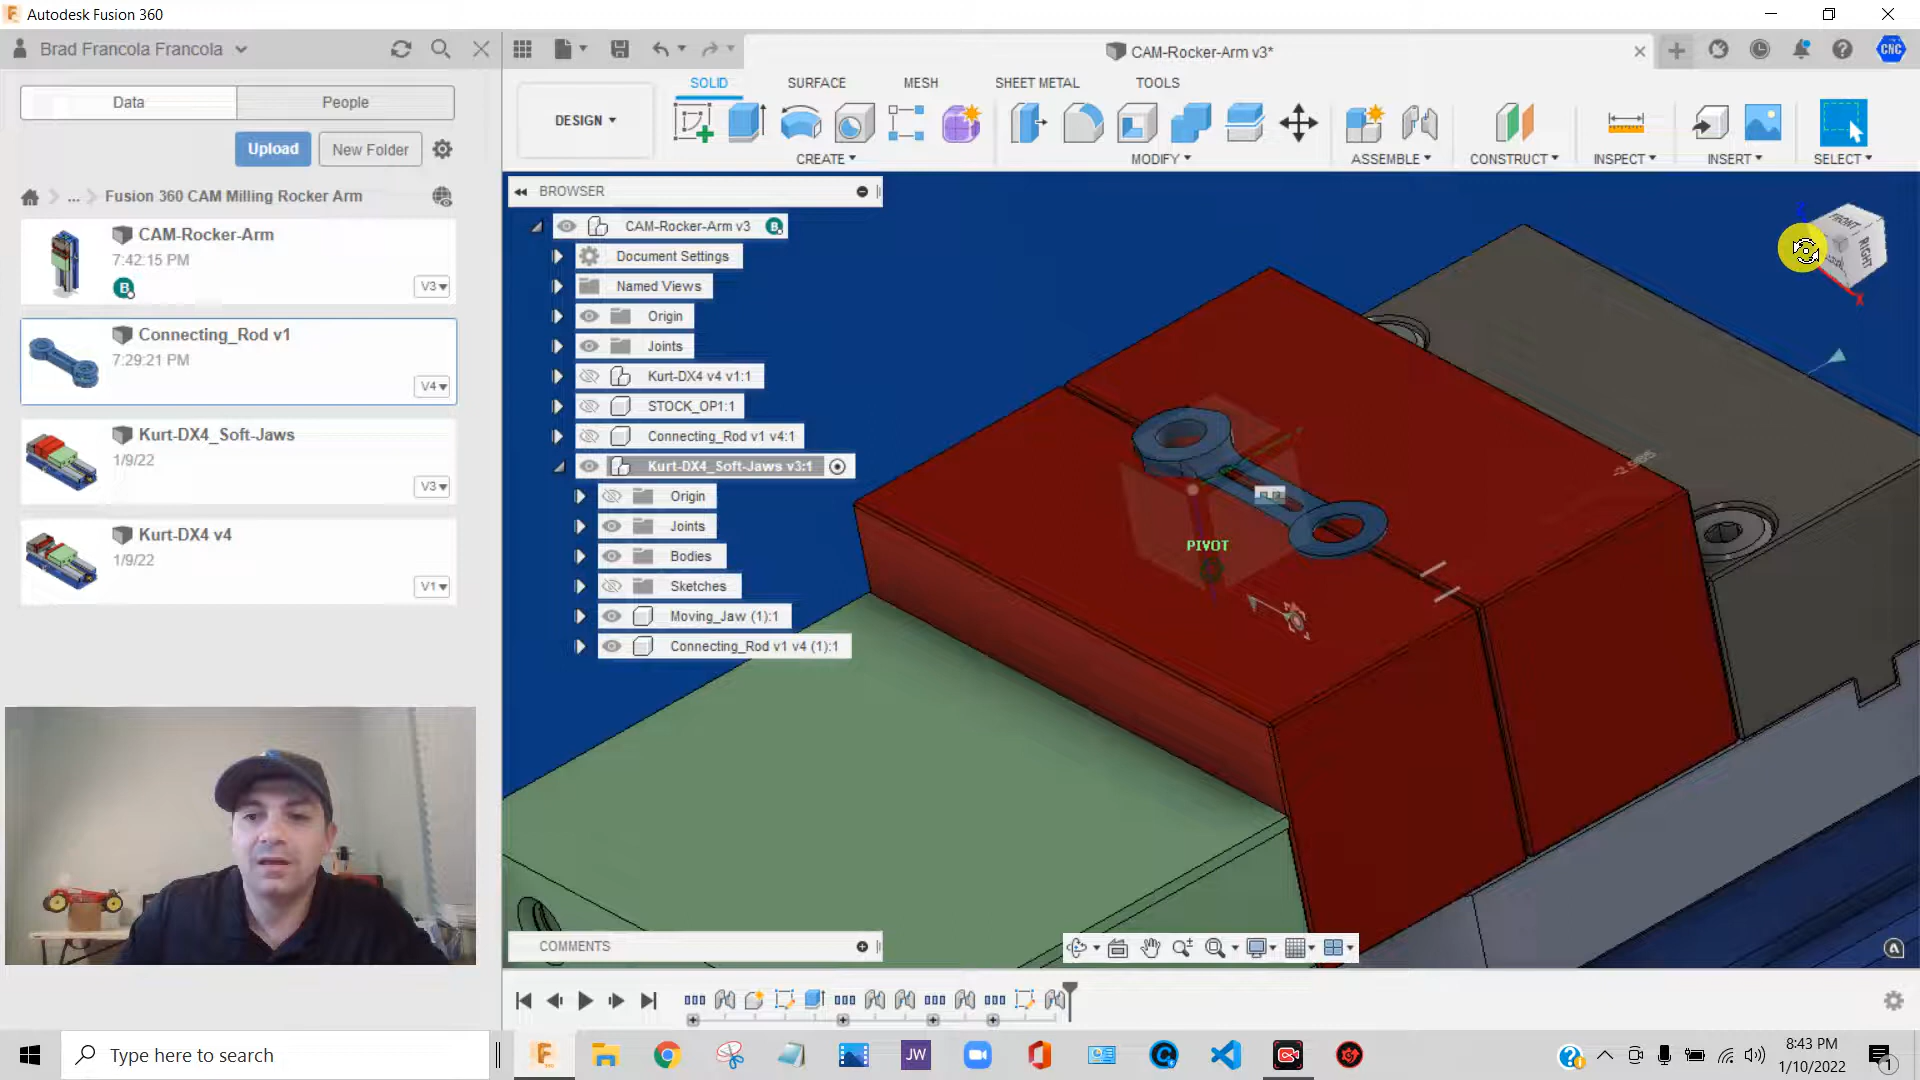 Autodesk Fusion 360
Brad Francola Francola
CAM-Rocker-Arm v3*
CNC
Data
People
Upload
New Folder
... Fusion 360 CAM Milling Rocker Arm
CAM-Rocker-Arm
7:42:15 PM
B
V3
Connecting_Rod v1
7:29:21 PM
V4
Kurt-DX4_Soft-Jaws
1/9/22
V3
Kurt-DX4 v4
1/9/22
V1
DESIGN
SOLID
SURFACE
MESH
SHEET METAL
TOOLS
CREATE
MODIFY
ASSEMBLE
CONSTRUCT
INSPECT
INSERT
SELECT
BROWSER
CAM-Rocker-Arm v3
B
Document Settings
Named Views
Origin
Joints
Kurt-DX4 v4 v1:1
STOCK_OP1:1
Connecting_Rod v1 v4:1
Kurt-DX4_Soft-Jaws v3:1
Origin
Joints
Bodies
Sketches
Moving_Jaw (1):1
Connecting_Rod v1 v4 (1):1
FRONT
RIGHT
Z
X
PIVOT
COMMENTS
Type here to search
JW
8:43 PM
1/10/2022
1